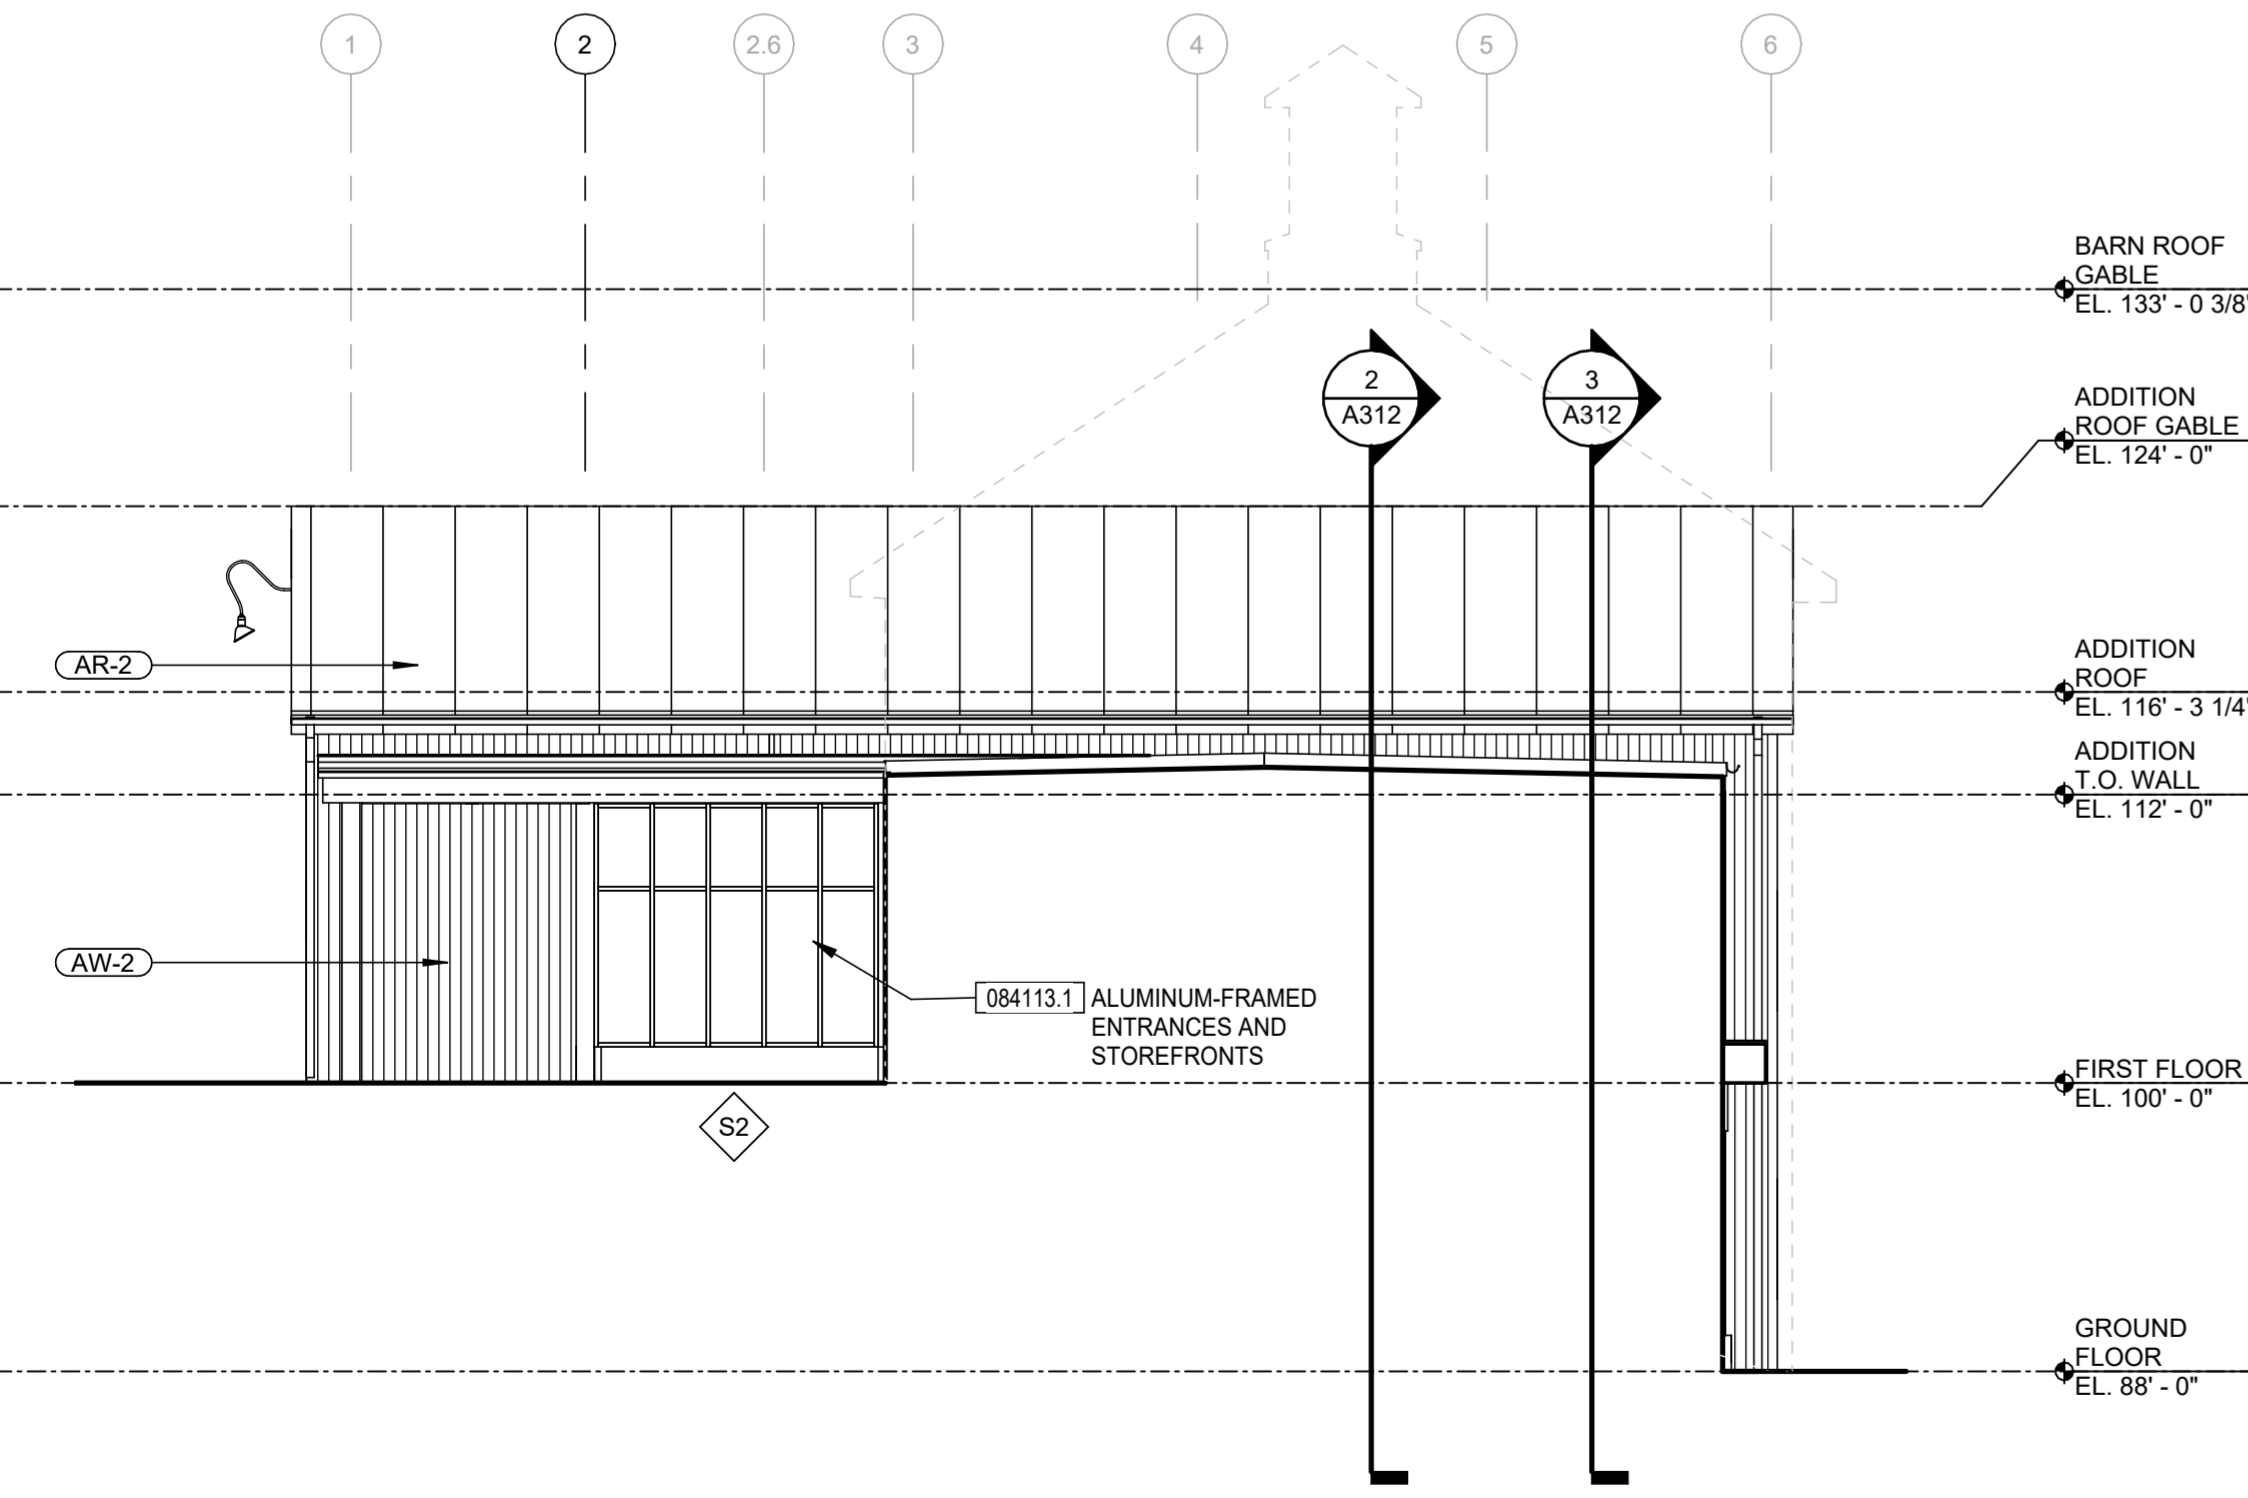 1
2
2.6
3
4
5
6
BARN ROOF
GABLE
EL. 133' - 0 3/8"
2
A312
3
A312
ADDITION
ROOF GABLE
EL. 124' - 0"
AR-2
ADDITION
ROOF
EL. 116' - 3 1/4"
ADDITION
T.O. WALL
EL. 112' - 0"
AW-2
084113.1 ALUMINUM-FRAMED
ENTRANCES AND
STOREFRONTS
FIRST FLOOR
EL. 100' - 0"
S2
GROUND
FLOOR
EL. 88' - 0"